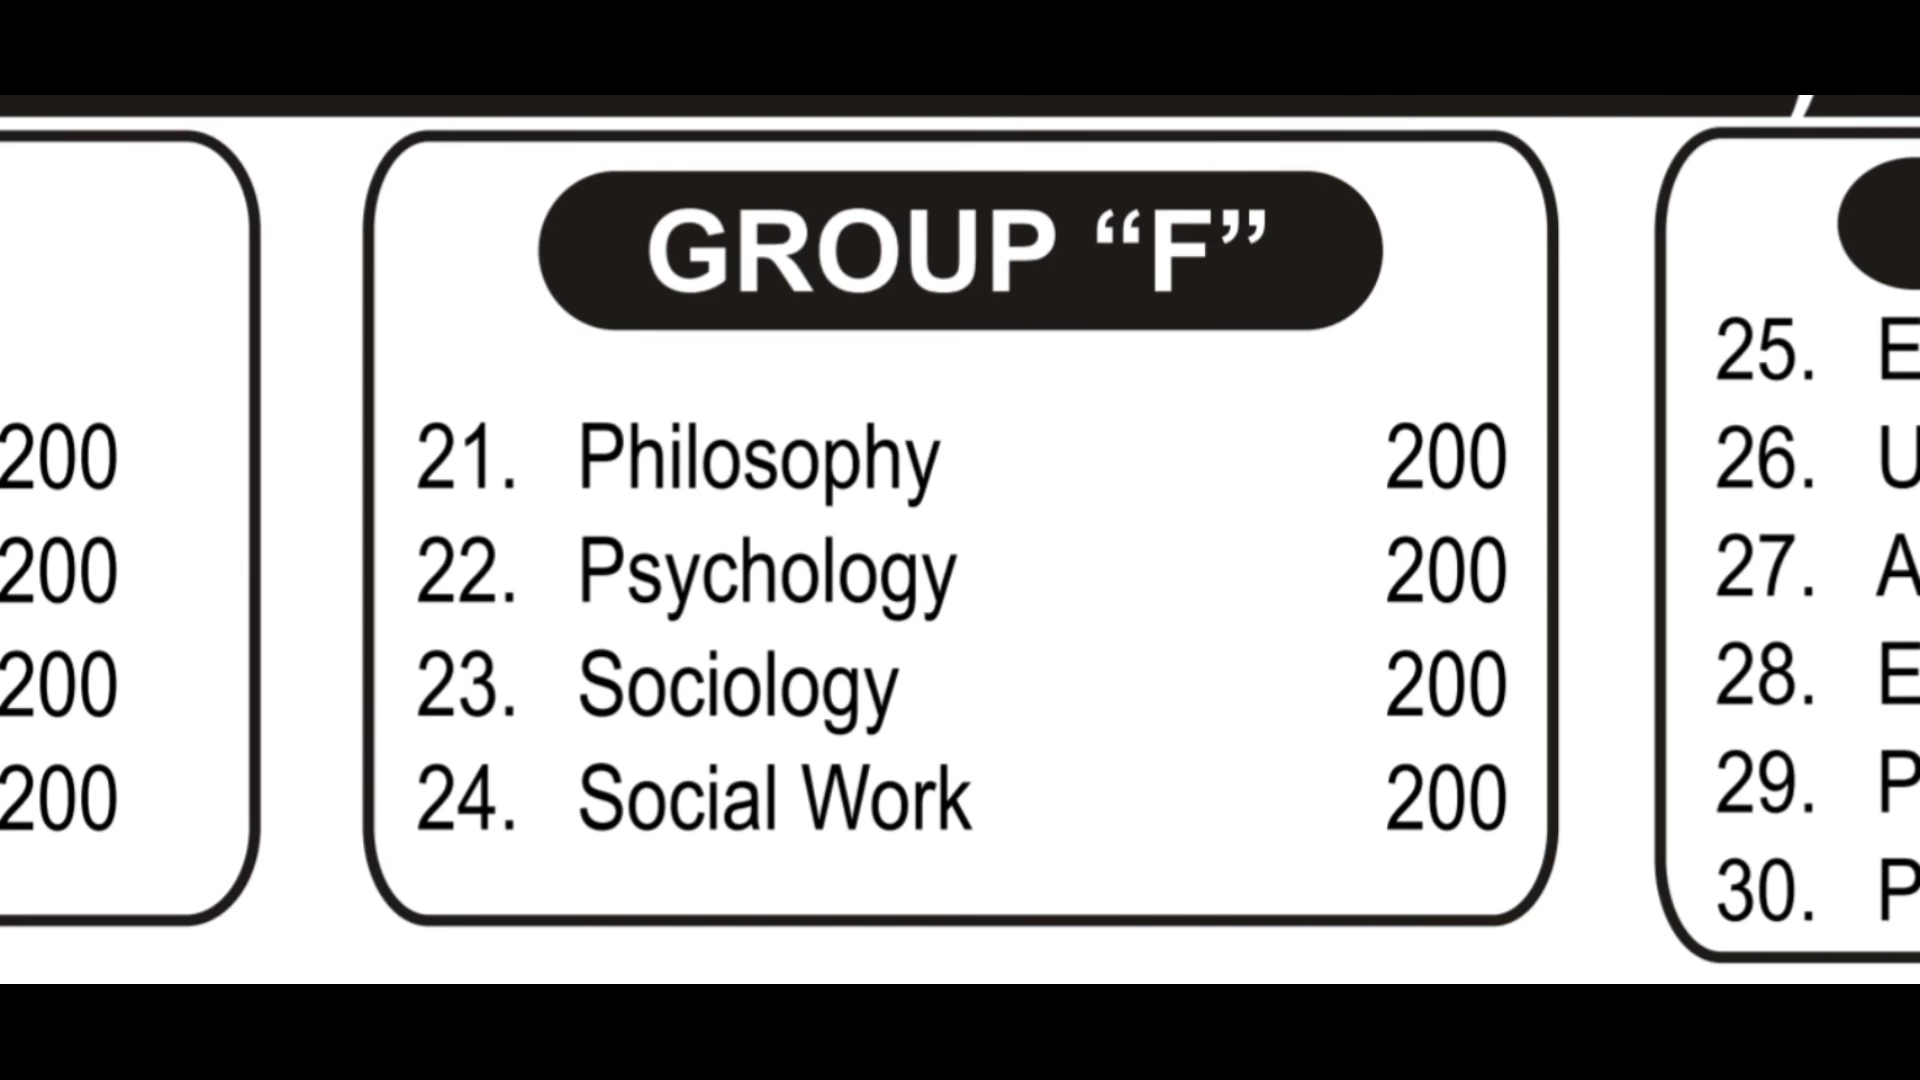 200
200
200
200
GROUP “F”
21. Philosophy 200
22. Psychology 200
23. Sociology 200
24. Social Work 200
25. E
26. U
27. A
28. E
29. P
30. P